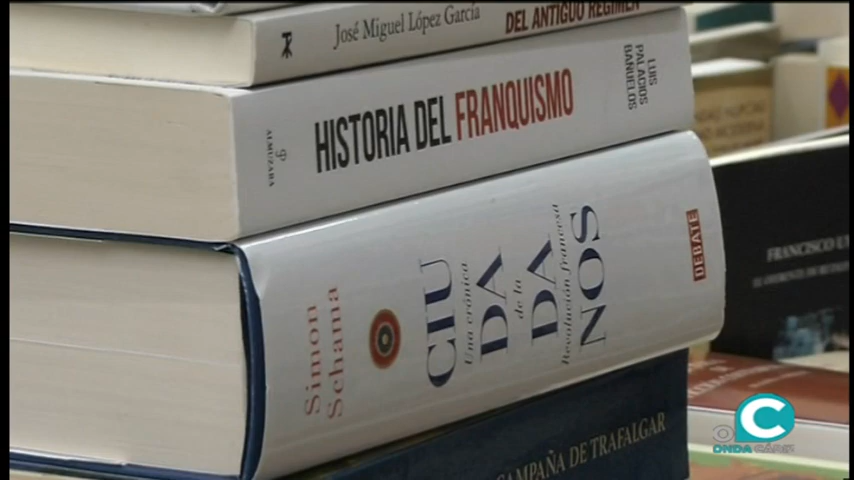 José Miguel López García
DEL ANTIGUO RÉGIMEN
ALMUZARA
HISTORIA DEL FRANQUISMO
LUIS
PALACIOS
BAÑUELOS
Simon
Schama
CIU
DA
DA
NOS
Una crónica
de la
Revolución francesa
DEBATE
CAMPAÑA DE TRAFALGAR
FRANCISCO
C
ONDA CÁDIZ